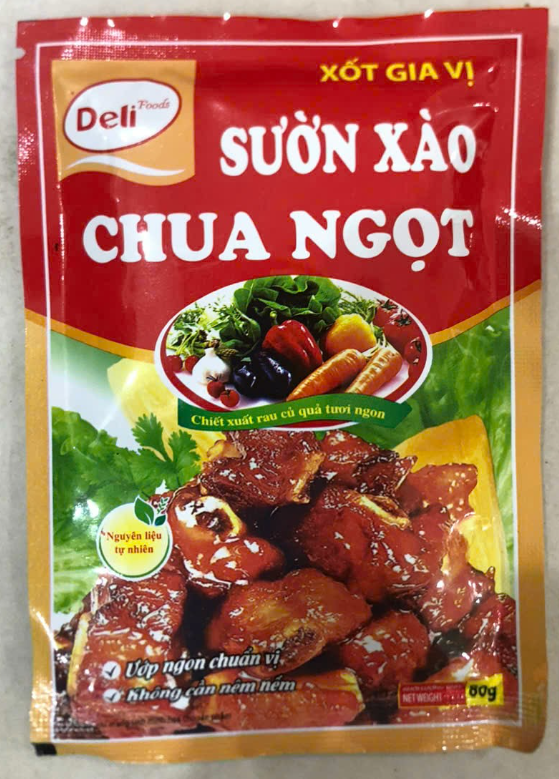 XỐT GIA VỊ
Deli Foods
SƯỜN XÀO
CHUA NGỌT
Chiết xuất rau củ quả tươi ngon
Nguyên liệu
tự nhiên
Ướp ngon chuẩn vị
Không cần nêm nếm
NET WEIGHT
80g